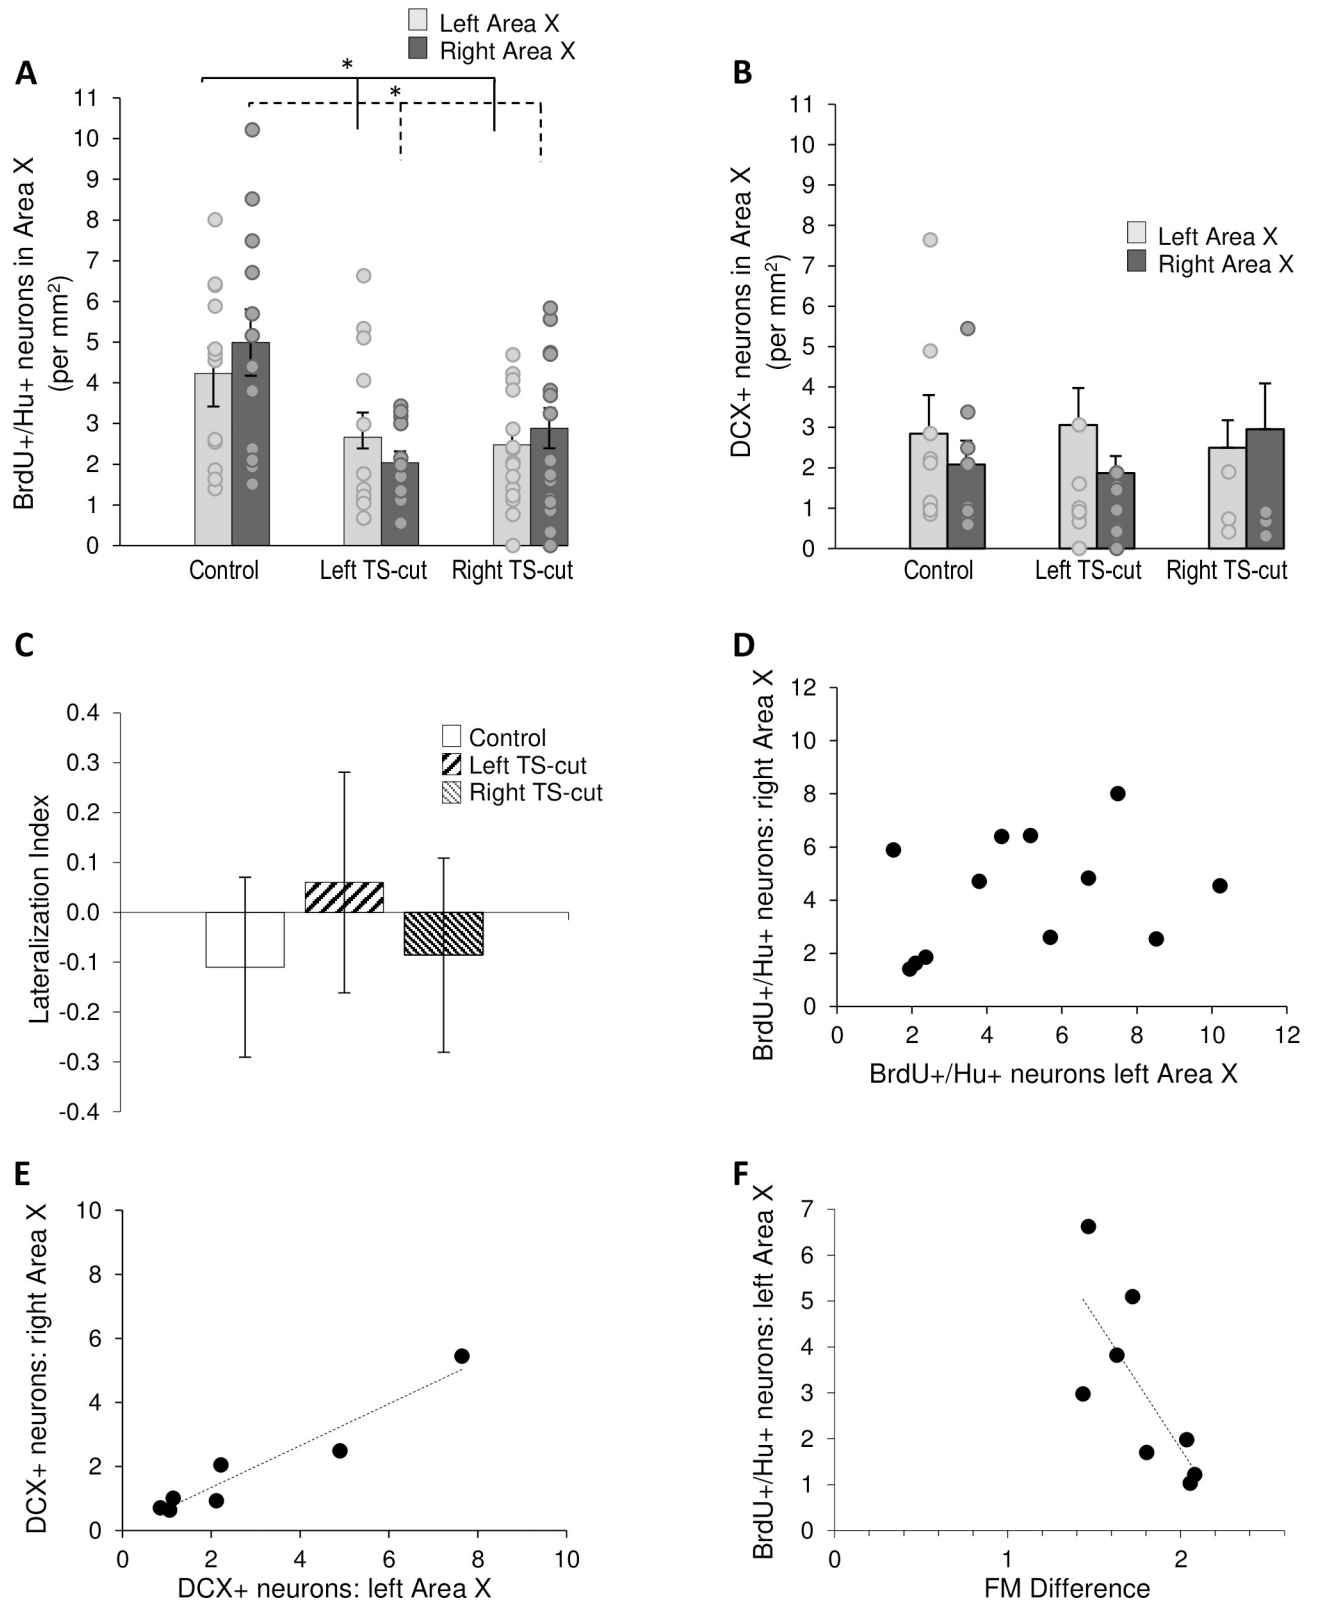 Left Area X
Right Area X
A
*
*
BrdU+/Hu+ neurons in Area X
(per mm2)
11
10
9
8
7
6
5
4
3
2
1
0
Control
Left TS-cut
Right TS-cut
B
DCX+ neurons in Area X
(per mm2)
11
10
9
8
7
6
5
4
3
2
1
0
Left Area X
Right Area X
Control
Left TS-cut
Right TS-cut
C
Lateralization Index
0.4
0.3
0.2
0.1
0.0
-0.1
-0.2
-0.3
-0.4
Control
Left TS-cut
Right TS-cut
D
BrdU+/Hu+ neurons: right Area X
12
10
8
6
4
2
0
0 2 4 6 8 10 12
BrdU+/Hu+ neurons left Area X
E
DCX+ neurons: right Area X
10
8
6
4
2
0
0 2 4 6 8 10
DCX+ neurons: left Area X
F
BrdU+/Hu+ neurons: left Area X
7
6
5
4
3
2
1
0
0 1 2
FM Difference